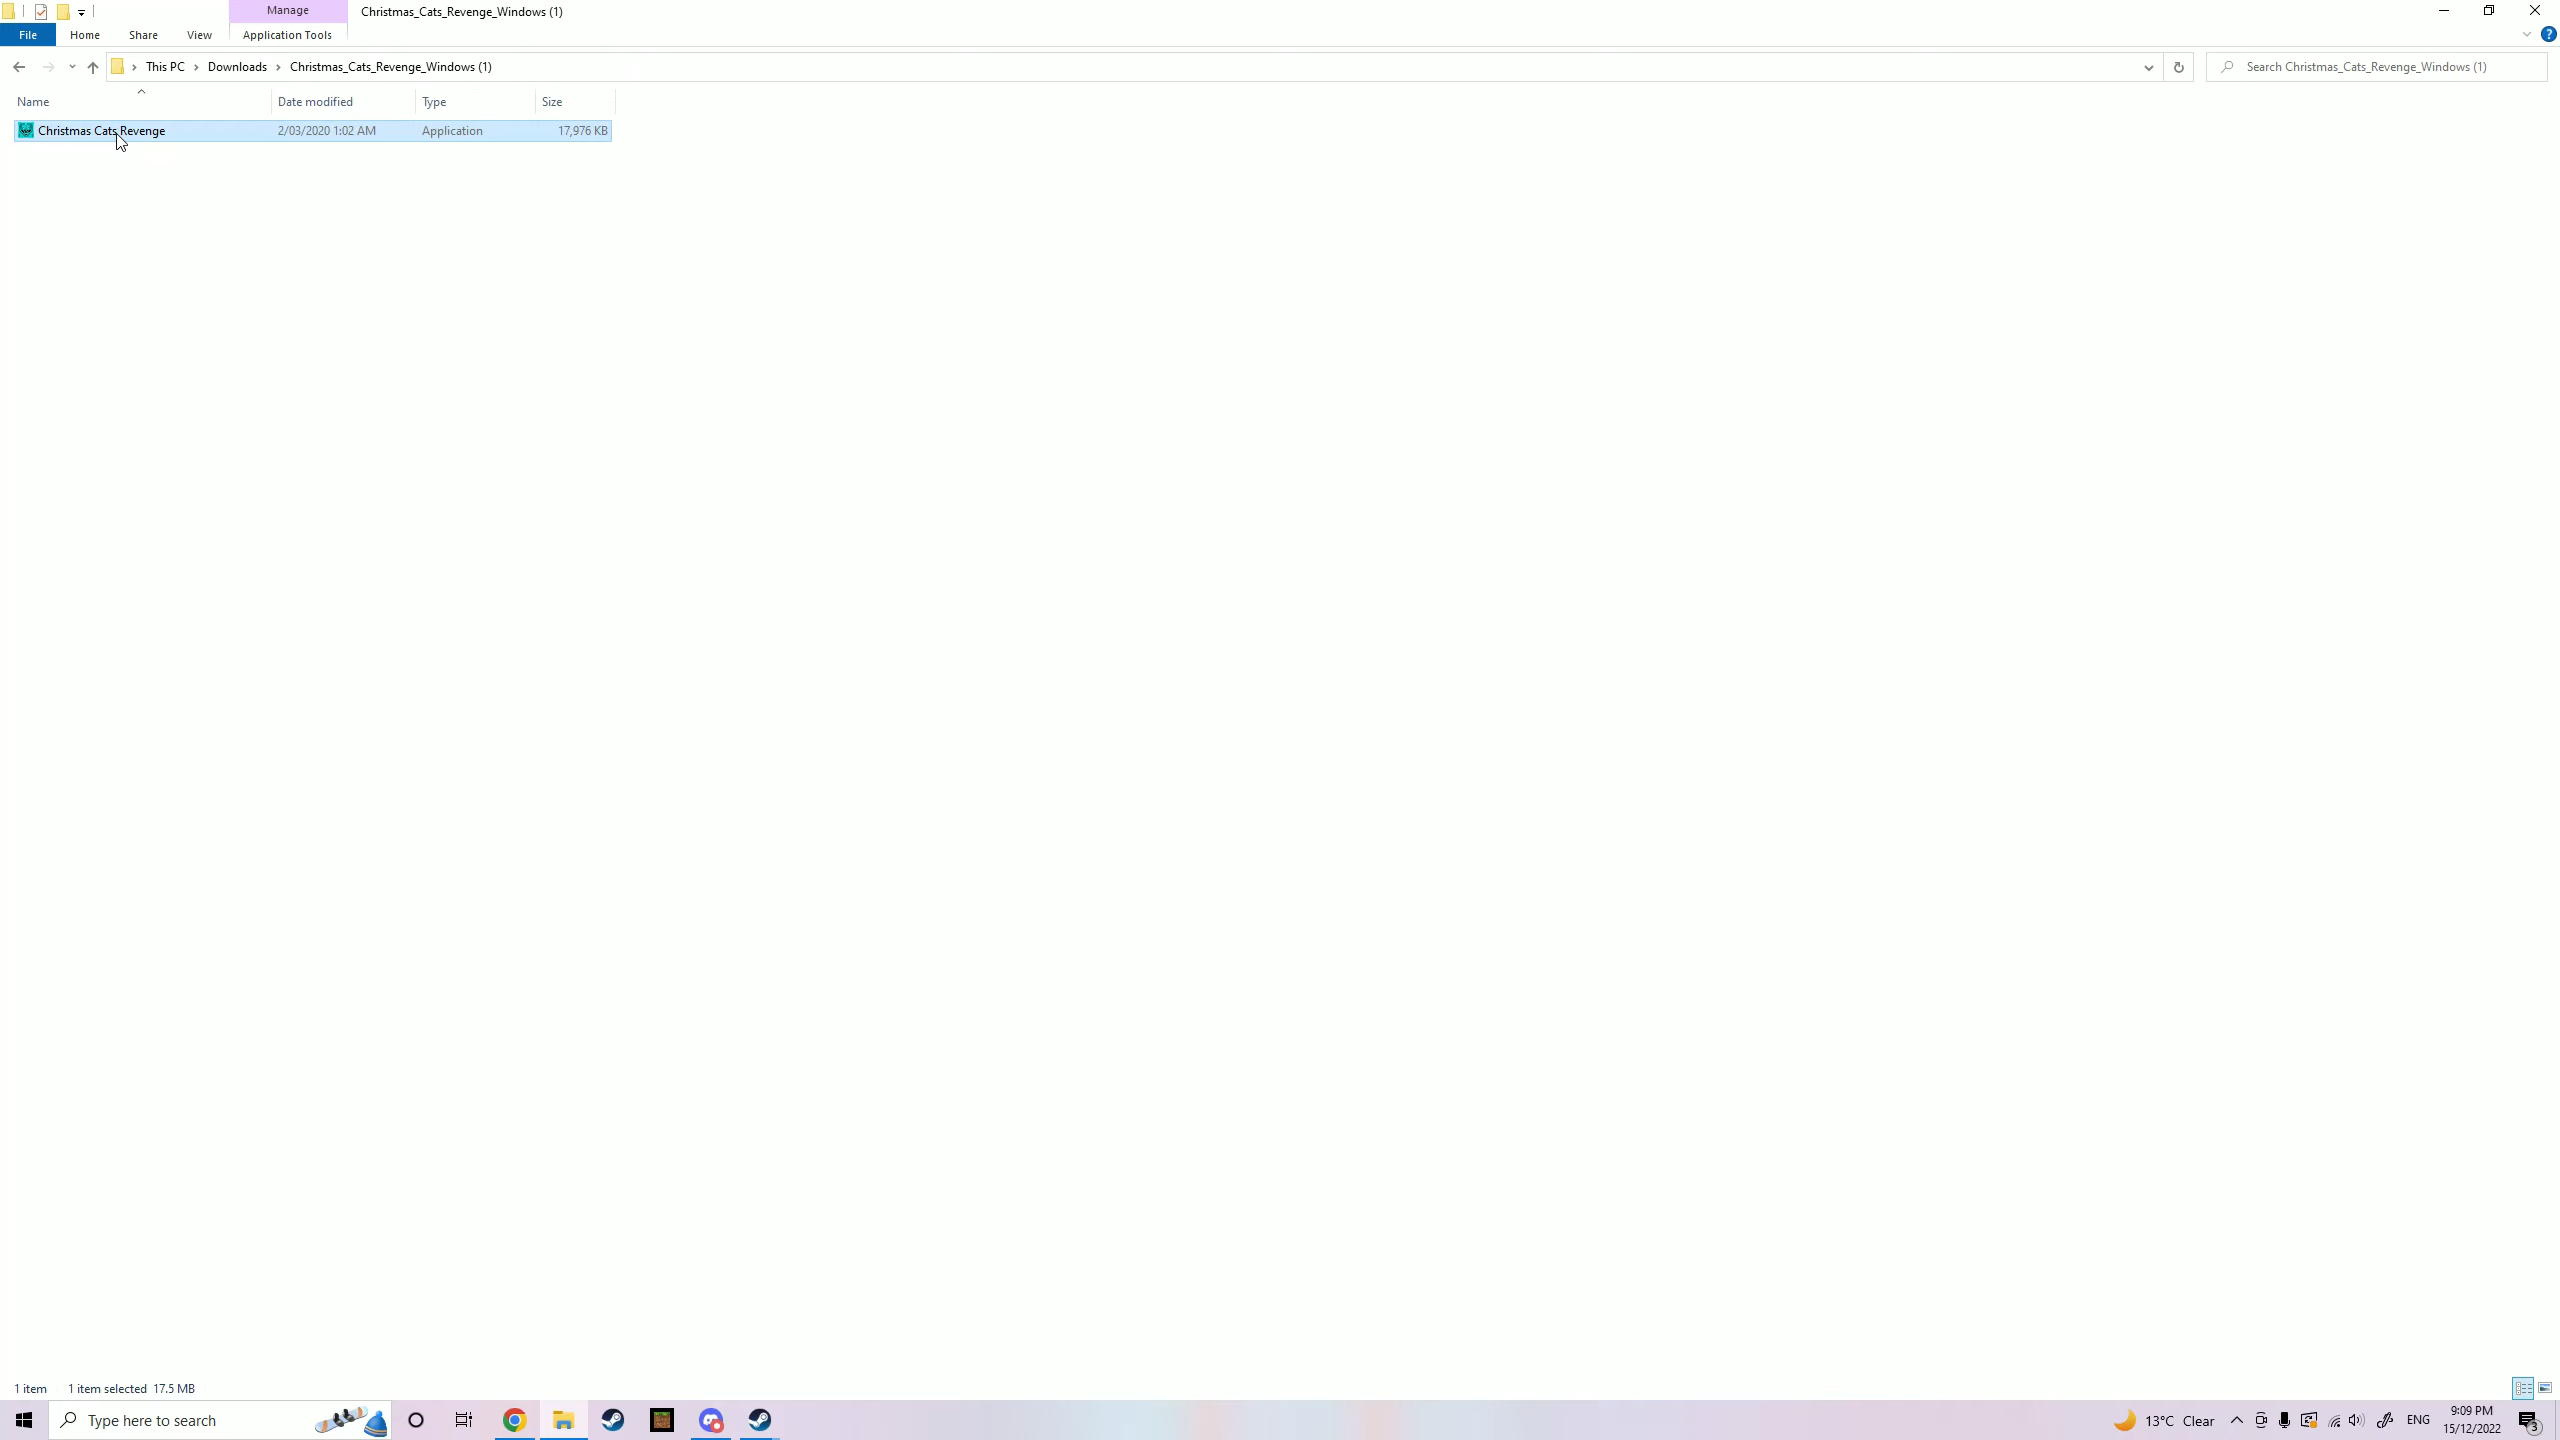 Manage
Christmas_Cats_Revenge_Windows (1)
File
Home
Share
View
Application Tools
This PC > Downloads > Christmas_Cats_Revenge_Windows (1)
Search Christmas_Cats_Revenge_Windows (1)
Name
Date modified
Type
Size
Christmas Cats Revenge
2/03/2020 1:02 AM
Application
17,976 KB
1 item
1 item selected 17.5 MB
Type here to search
13°C Clear
ENG
9:09 PM
15/12/2022
3